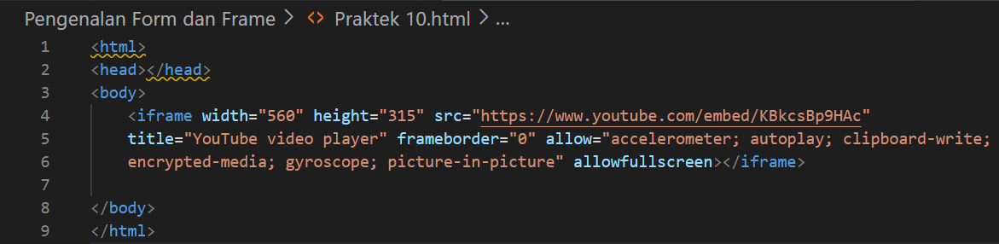 Pengenalan Form dan Frame > <> Praktek 10.html > ...
1 <html>
2 <head></head>
3 <body>
4 <iframe width="560" height="315" src="https://www.youtube.com/embed/KBkcsBp9HAc"
5 title="YouTube video player" frameborder="0" allow="accelerometer; autoplay; clipboard-write;
6 encrypted-media; gyroscope; picture-in-picture" allowfullscreen></iframe>
7
8 </body>
9 </html>